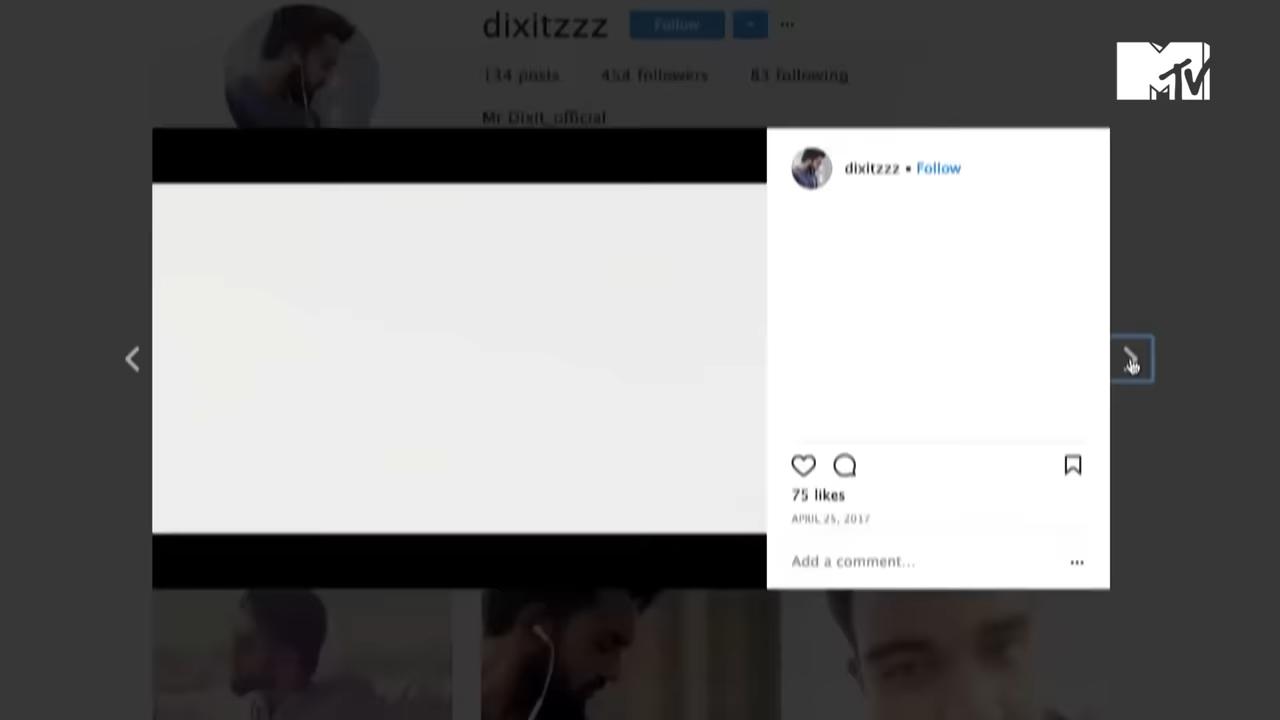 dixitzzz Follow
134 posts 454 followers 83 following
Mr Dixit_official
MTV
dixitzzz • Follow
75 likes
APRIL 25, 2017
Add a comment...